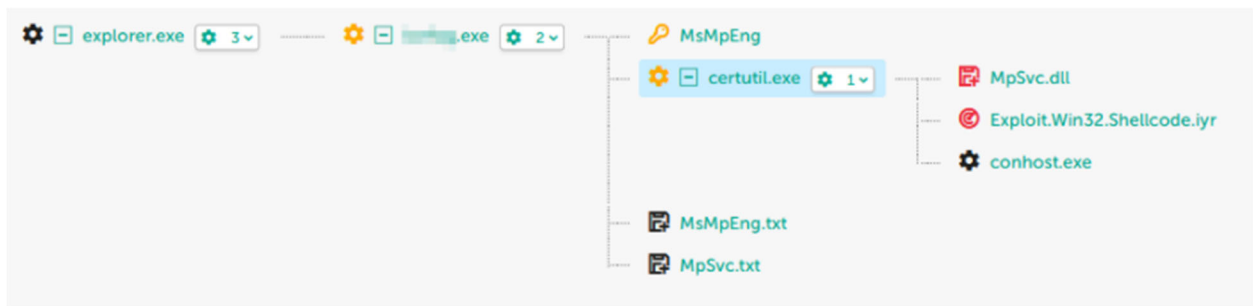 explorer.exe 3 .exe 2 MsMpEng
certutil.exe 1 MpSvc.dll
Exploit.Win32.Shellcode.iyr
conhost.exe
MsMpEng.txt
MpSvc.txt